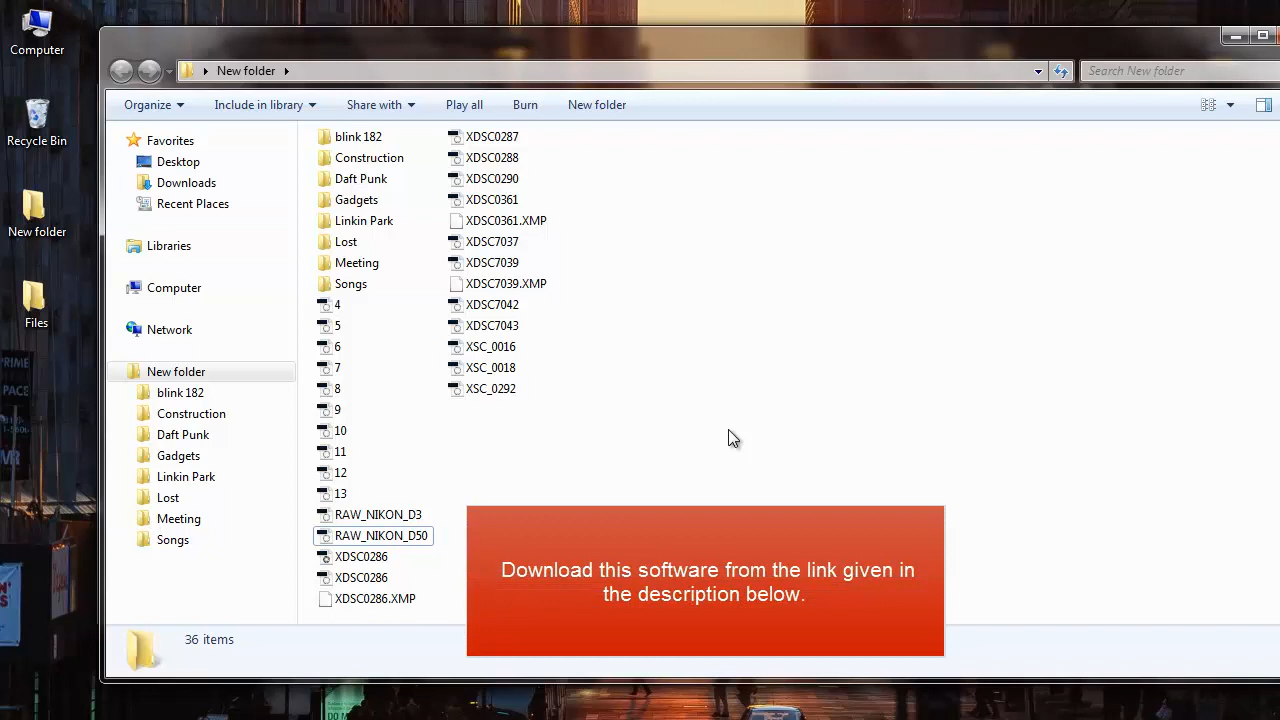 Computer
Recycle Bin
New folder
Files
New folder
Search New folder
Organize
Include in library
Share with
Play all
Burn
New folder
Favorites
Desktop
Downloads
Recent Places
Libraries
Computer
Network
New folder
blink 182
Construction
Daft Punk
Gadgets
Linkin Park
Lost
Meeting
Songs
blink 182
Construction
Daft Punk
Gadgets
Linkin Park
Lost
Meeting
Songs
4
5
6
7
8
9
10
11
12
13
RAW_NIKON_D3
RAW_NIKON_D50
XDSC0286
XDSC0286
XDSC0286.XMP
XDSC0287
XDSC0288
XDSC0290
XDSC0361
XDSC0361.XMP
XDSC7037
XDSC7039
XDSC7039.XMP
XDSC7042
XDSC7043
XSC_0016
XSC_0018
XSC_0292
Download this software from the link given in
the description below.
36 items